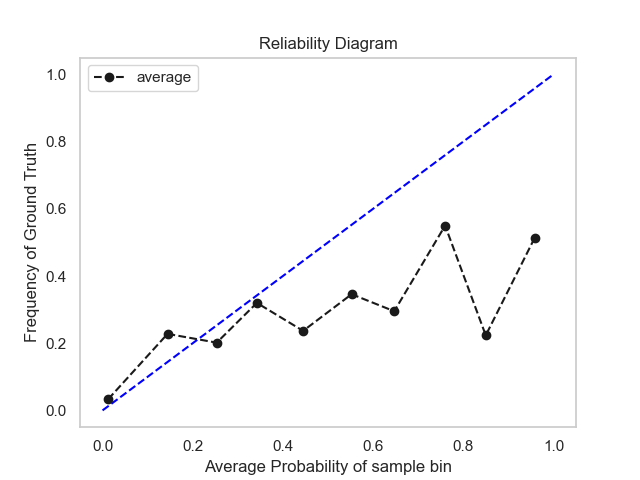 Reliability Diagram
average
Frequency of Ground Truth
1.0
0.8
0.6
0.4
0.2
0.0
0.0 0.2 0.4 0.6 0.8 1.0
Average Probability of sample bin